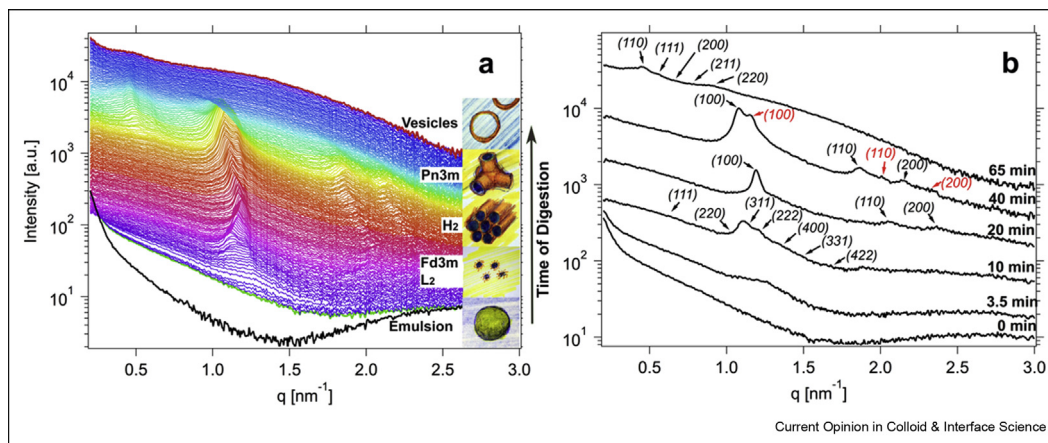 a
Intensity [a.u.]
10⁴
10³
10²
10¹
0.5 1.0 1.5 2.0 2.5 3.0
q [nm⁻¹]
Vesicles
Pn3m
H₂
Fd3m
L₂
Emulsion
Time of Digestion
b
10⁴
10³
10²
10¹
(110) (111) (200)
(211)
(220)
(100) (100)
(110) (110) (200) (200)
65 min
40 min
(100)
(110) (200)
20 min
(111) (220) (311) (222)
(400)
(331)
(422)
10 min
3.5 min
0 min
0.5 1.0 1.5 2.0 2.5 3.0
q [nm⁻¹]
Current Opinion in Colloid & Interface Science